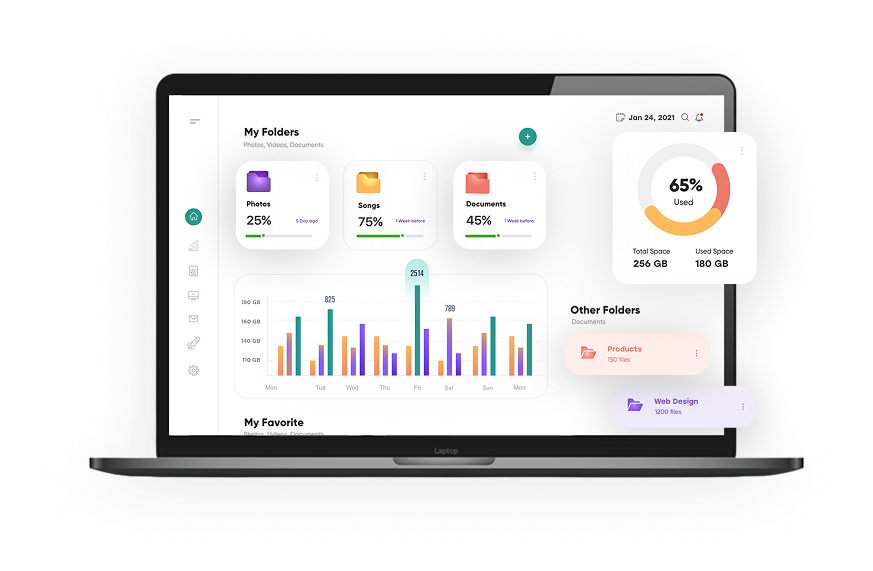 My Folders
Photos, Videos, Documents
Jan 24, 2021
Photos
25%
5 Day ago
Songs
75%
1 Week before
Documents
45%
1 Week before
65%
Used
Total Space
256 GB
Used Space
180 GB
2514
825
789
180 GB
160 GB
140 GB
110 GB
Mon
Tue
Wed
Thu
Fri
Sat
Sun
Mon
Other Folders
Documents
Products
150 files
Web Design
1200 files
My Favorite
Photos, Videos, Documents
Laptop